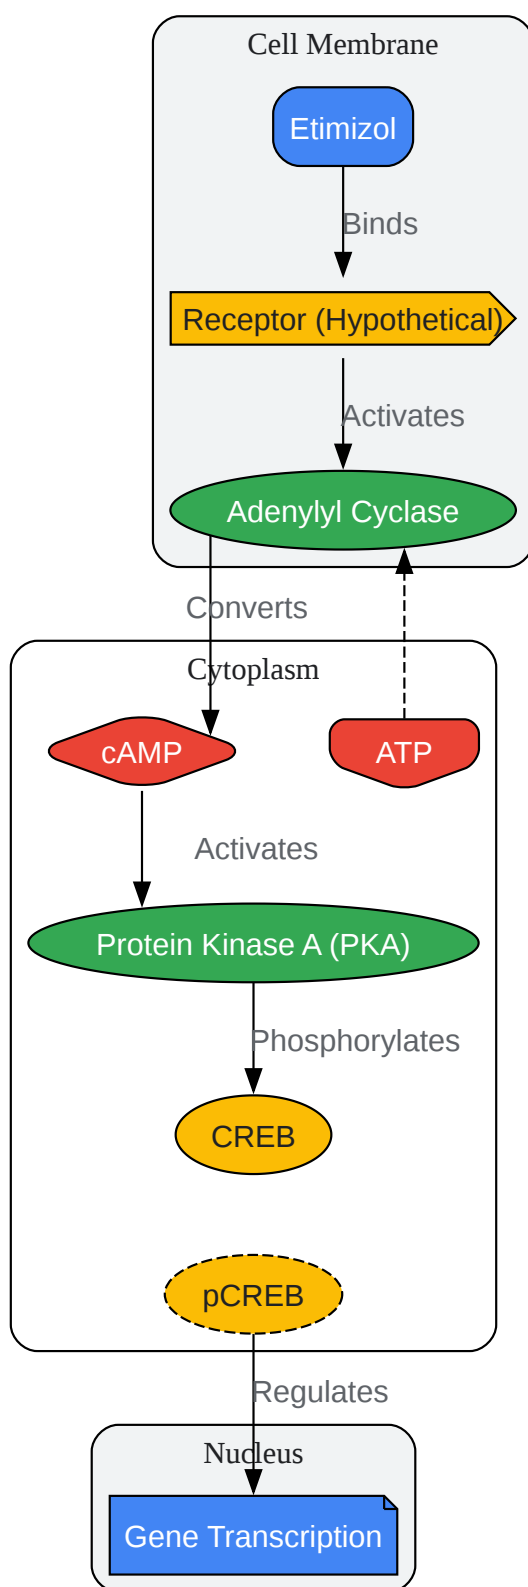 Cell Membrane
Etimizol
Binds
Receptor (Hypothetical)
Activates
Adenylyl Cyclase
Converts
Cytoplasm
cAMP
ATP
Activates
Protein Kinase A (PKA)
Phosphorylates
CREB
pCREB
Regulates
Nucleus
Gene Transcription